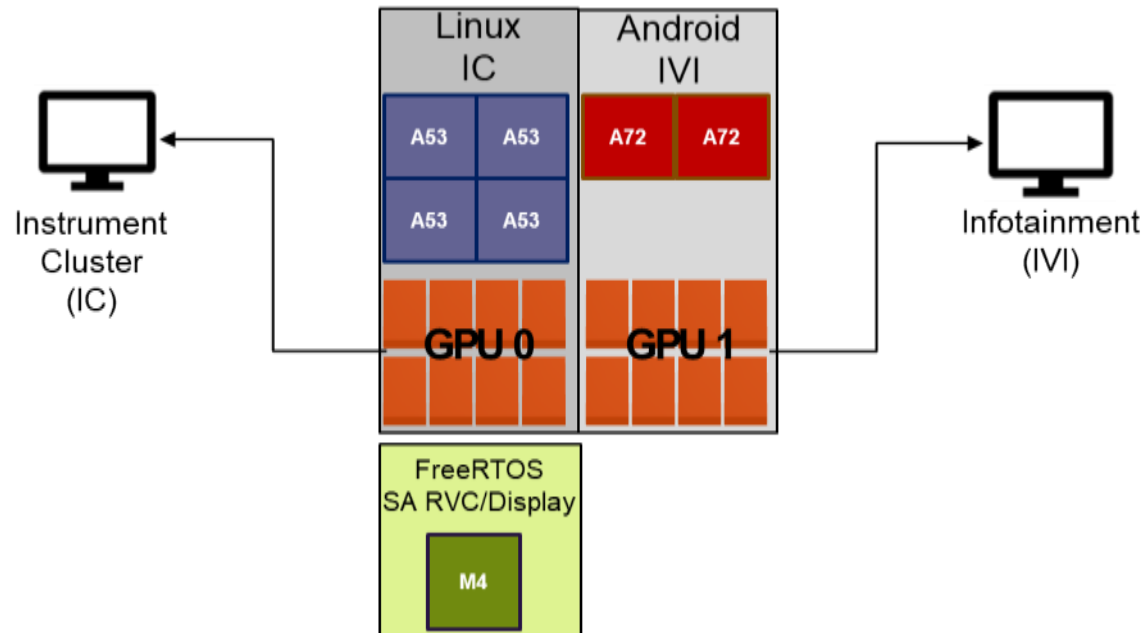 Linux
IC
Android
IVI
A53
A53
A72
A72
A53
A53
Instrument
Cluster
(IC)
Infotainment
(IVI)
GPU 0
GPU 1
FreeRTOS
SA RVC/Display
M4